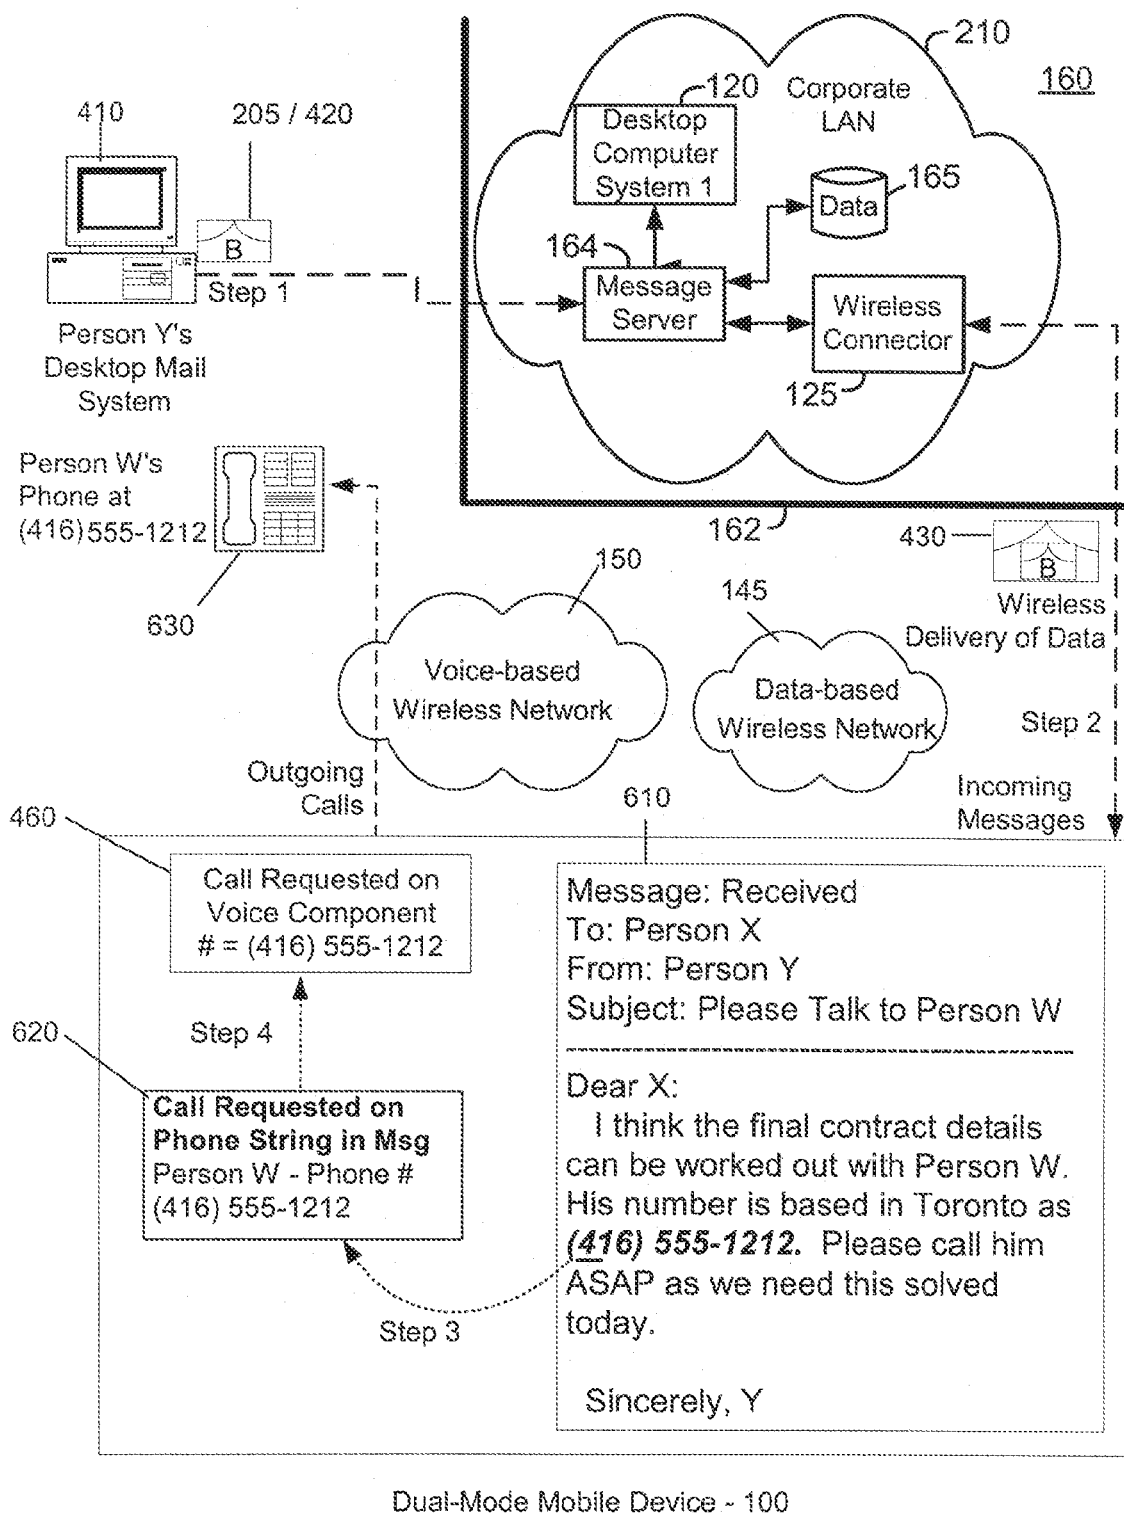 210
160
120
Corporate
LAN
410
205 / 420
Desktop
Computer
System 1
165
Data
B
164
Step 1
Message
Server
Wireless
Connector
125
Person Y's
Desktop Mail
System
Person W's
Phone at
(416) 555-1212
162
430
B
630
150
145
Wireless
Delivery of Data
Voice-based
Wireless Network
Data-based
Wireless Network
Step 2
Outgoing
Calls
Incoming
Messages
460
610
Call Requested on
Voice Component
# = (416) 555-1212
Message: Received
To: Person X
From: Person Y
Subject: Please Talk to Person W
Step 4
620
Call Requested on
Phone String in Msg
Person W - Phone #
(416) 555-1212
Dear X:
I think the final contract details
can be worked out with Person W.
His number is based in Toronto as
(416) 555-1212. Please call him
ASAP as we need this solved
today.
Step 3
Sincerely, Y
Dual-Mode Mobile Device - 100